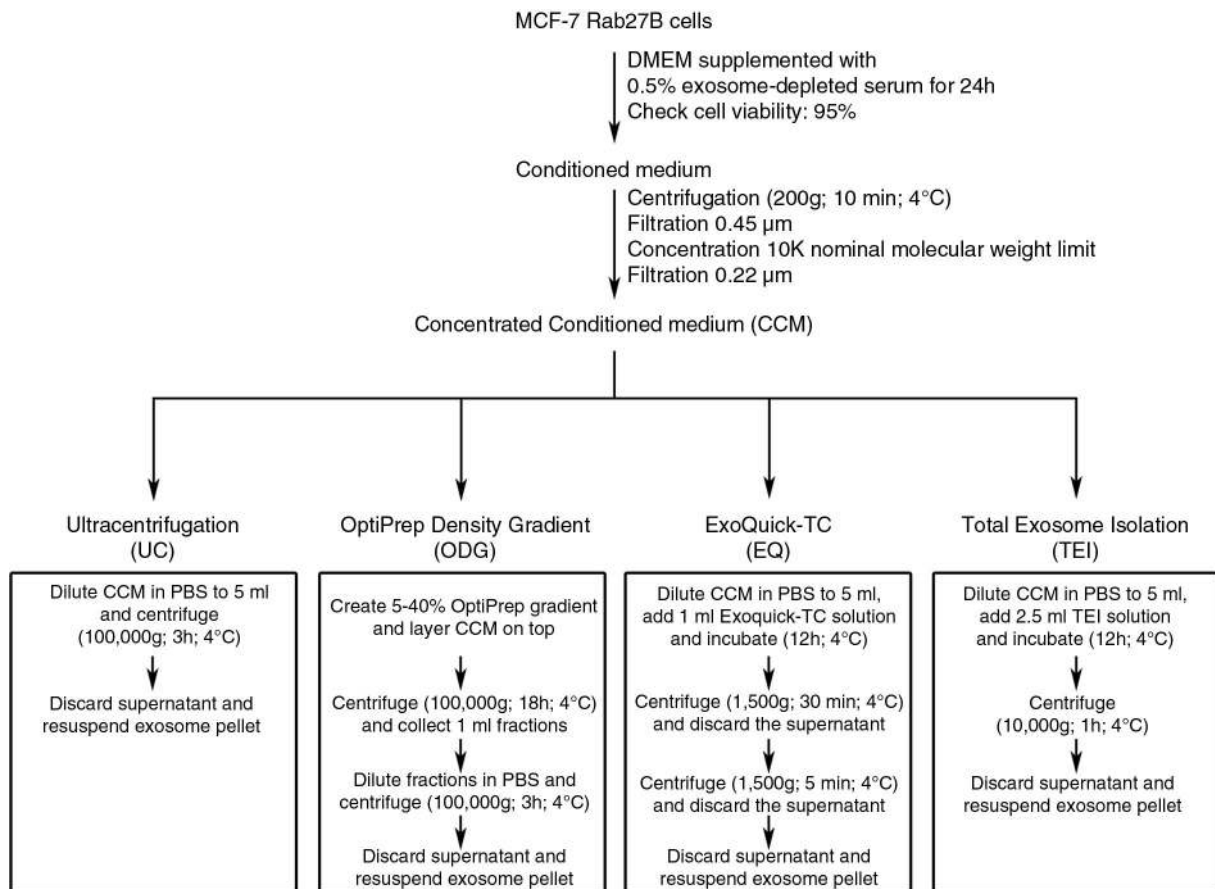 MCF-7 Rab27B cells
DMEM supplemented with
0.5% exosome-depleted serum for 24h
Check cell viability: 95%
Conditioned medium
Centrifugation (200g; 10 min; 4°C)
Filtration 0.45 µm
Concentration 10K nominal molecular weight limit
Filtration 0.22 µm
Concentrated Conditioned medium (CCM)
Ultracentrifugation
(UC)
Dilute CCM in PBS to 5 ml
and centrifuge
(100,000g; 3h; 4°C)
Discard supernatant and
resuspend exosome pellet
OptiPrep Density Gradient
(ODG)
Create 5-40% OptiPrep gradient
and layer CCM on top
Centrifuge (100,000g; 18h; 4°C)
and collect 1 ml fractions
Dilute fractions in PBS and
centrifuge (100,000g; 3h; 4°C)
Discard supernatant and
resuspend exosome pellet
ExoQuick-TC
(EQ)
Dilute CCM in PBS to 5 ml,
add 1 ml Exoquick-TC solution
and incubate (12h; 4°C)
Centrifuge (1,500g; 30 min; 4°C)
and discard the supernatant
Centrifuge (1,500g; 5 min; 4°C)
and discard the supernatant
Discard supernatant and
resuspend exosome pellet
Total Exosome Isolation
(TEI)
Dilute CCM in PBS to 5 ml,
add 2.5 ml TEI solution
and incubate (12h; 4°C)
Centrifuge
(10,000g; 1h; 4°C)
Discard supernatant and
resuspend exosome pellet